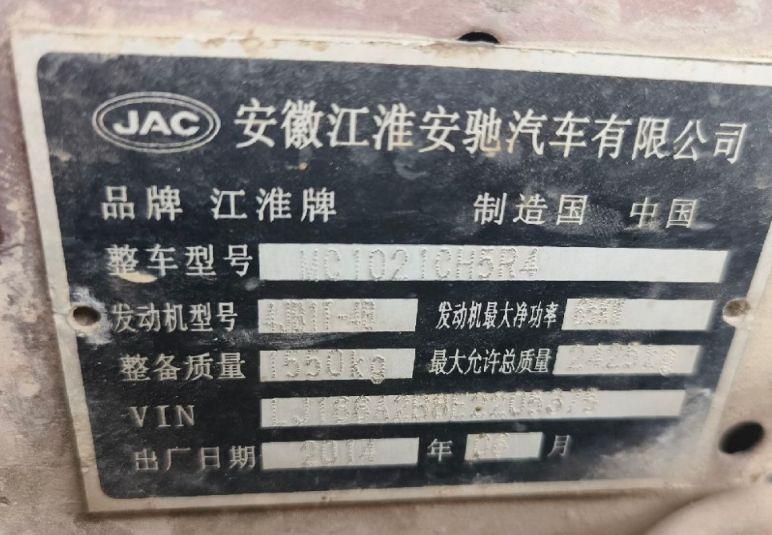 JAC 安徽江淮安驰汽车有限公司
品牌 江淮牌 制造国 中国
整车型号 MC1021CH5R4
发动机型号 发动机最大净功率
整备质量 1550kg 最大允许总质量
VIN
出厂日期 2014 年 月